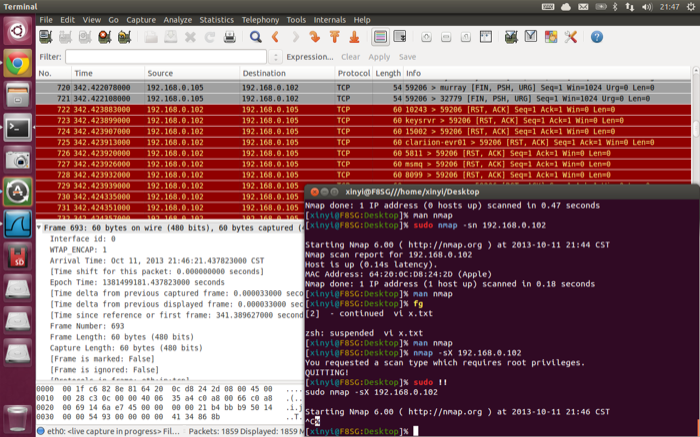 Terminal
21:47
File Edit View Go Capture Analyze Statistics Telephony Tools Internals Help
Filter:
Expression... Clear Apply Save
No. Time Source Destination Protocol Length Info
720 342.422078000 192.168.0.105 192.168.0.102 TCP 54 59206 > murray [FIN, PSH, URG] Seq=1 Win=1024 Urg=0 Len=0
721 342.422108000 192.168.0.105 192.168.0.102 TCP 54 59206 > 32779 [FIN, PSH, URG] Seq=1 Win=1024 Urg=0 Len=0
722 342.423883000 192.168.0.102 192.168.0.105 TCP 60 10243 > 59206 [RST, ACK] Seq=1 Ack=1 Win=0 Len=0
723 342.423899000 192.168.0.102 192.168.0.105 TCP 60 keysrvr > 59206 [RST, ACK] Seq=1 Ack=1 Win=0 Len=0
724 342.423907000 192.168.0.102 192.168.0.105 TCP 60 15002 > 59206 [RST, ACK] Seq=1 Ack=1 Win=0 Len=0
725 342.423913000 192.168.0.102 192.168.0.105 TCP 60 clariion-evr01 > 59206 [RST, ACK] Seq=1 Ack=1 Win=0 Len=0
726 342.423920000 192.168.0.102 192.168.0.105 TCP 60 5811 > 59206 [RST, ACK] Seq=1 Ack=1 Win=0 Len=0
727 342.423926000 192.168.0.102 192.168.0.105 TCP 60 msmq > 59206 [RST, ACK] Seq=1 Ack=1 Win=0 Len=0
728 342.423932000 192.168.0.102 192.168.0.105 TCP 60 8099 > 59206 [RST, ACK] Seq=1 Ack=1 Win=0 Len=0
729 342.423939000 192.168.0.102
730 342.424335000 192.168.0.102
731 342.424351000 192.168.0.102
Frame 693: 60 bytes on wire (480 bits), 60 bytes captured (
Interface id: 0
WTAP_ENCAP: 1
Arrival Time: Oct 11, 2013 21:46:21.437823000 CST
[Time shift for this packet: 0.000000000 seconds]
Epoch Time: 1381499181.437823000 seconds
[Time delta from previous captured frame: 0.000033000 sec
[Time delta from previous displayed frame: 0.000033000 se
[Time since reference or first frame: 341.389627000 secon
Frame Number: 693
Frame Length: 60 bytes (480 bits)
Capture Length: 60 bytes (480 bits)
[Frame is marked: False]
[Frame is ignored: False]
0000 00 1f c6 82 8e 81 64 20 0c d8 24 2d 08 00 45 00
0010 00 28 c3 0c 00 00 40 06 35 a4 c0 a8 00 66 c0 a8
0020 00 69 14 6e e7 45 00 00 00 00 21 b4 bb b9 50 14
0030 00 00 54 93 00 00 00 00 00 00 41 34 86 8b
eth0: <live capture in progress> Fil... Packets: 1859 Displayed: 1859 M
xinyi@F8SG///home/xinyi/Desktop
Nmap done: 1 IP address (0 hosts up) scanned in 0.47 seconds
[xinyi@F8SG:Desktop]% man nmap
[xinyi@F8SG:Desktop]% sudo nmap -sn 192.168.0.102
Starting Nmap 6.00 ( http://nmap.org ) at 2013-10-11 21:44 CST
Nmap scan report for 192.168.0.102
Host is up (0.14s latency).
MAC Address: 64:20:0C:D8:24:2D (Apple)
Nmap done: 1 IP address (1 host up) scanned in 0.18 seconds
[xinyi@F8SG:Desktop]% man nmap
[xinyi@F8SG:Desktop]% fg
[2] - continued vi x.txt
zsh: suspended vi x.txt
[xinyi@F8SG:Desktop]% man nmap
[xinyi@F8SG:Desktop]% nmap -sX 192.168.0.102
You requested a scan type which requires root privileges.
QUITTING!
[xinyi@F8SG:Desktop]% sudo !!
sudo nmap -sX 192.168.0.102
Starting Nmap 6.00 ( http://nmap.org ) at 2013-10-11 21:46 CST
^C%
[xinyi@F8SG:Desktop]%